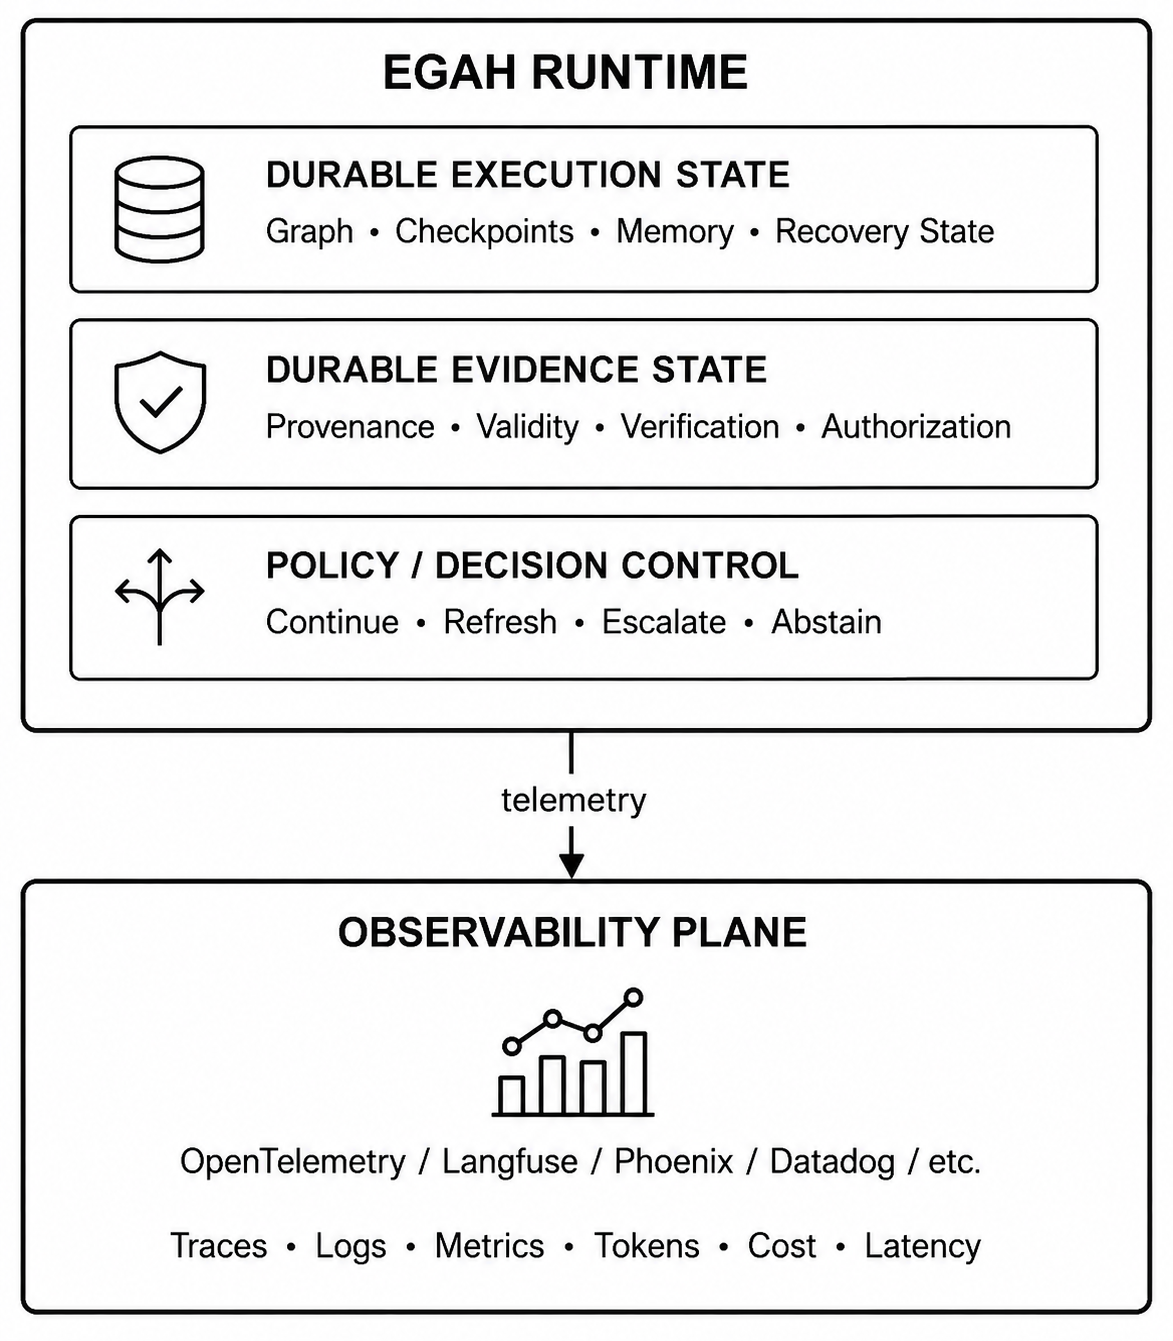 EGAH RUNTIME
DURABLE EXECUTION STATE
Graph • Checkpoints • Memory • Recovery State
DURABLE EVIDENCE STATE
Provenance • Validity • Verification • Authorization
POLICY / DECISION CONTROL
Continue • Refresh • Escalate • Abstain
telemetry
OBSERVABILITY PLANE
OpenTelemetry / Langfuse / Phoenix / Datadog / etc.
Traces • Logs • Metrics • Tokens • Cost • Latency